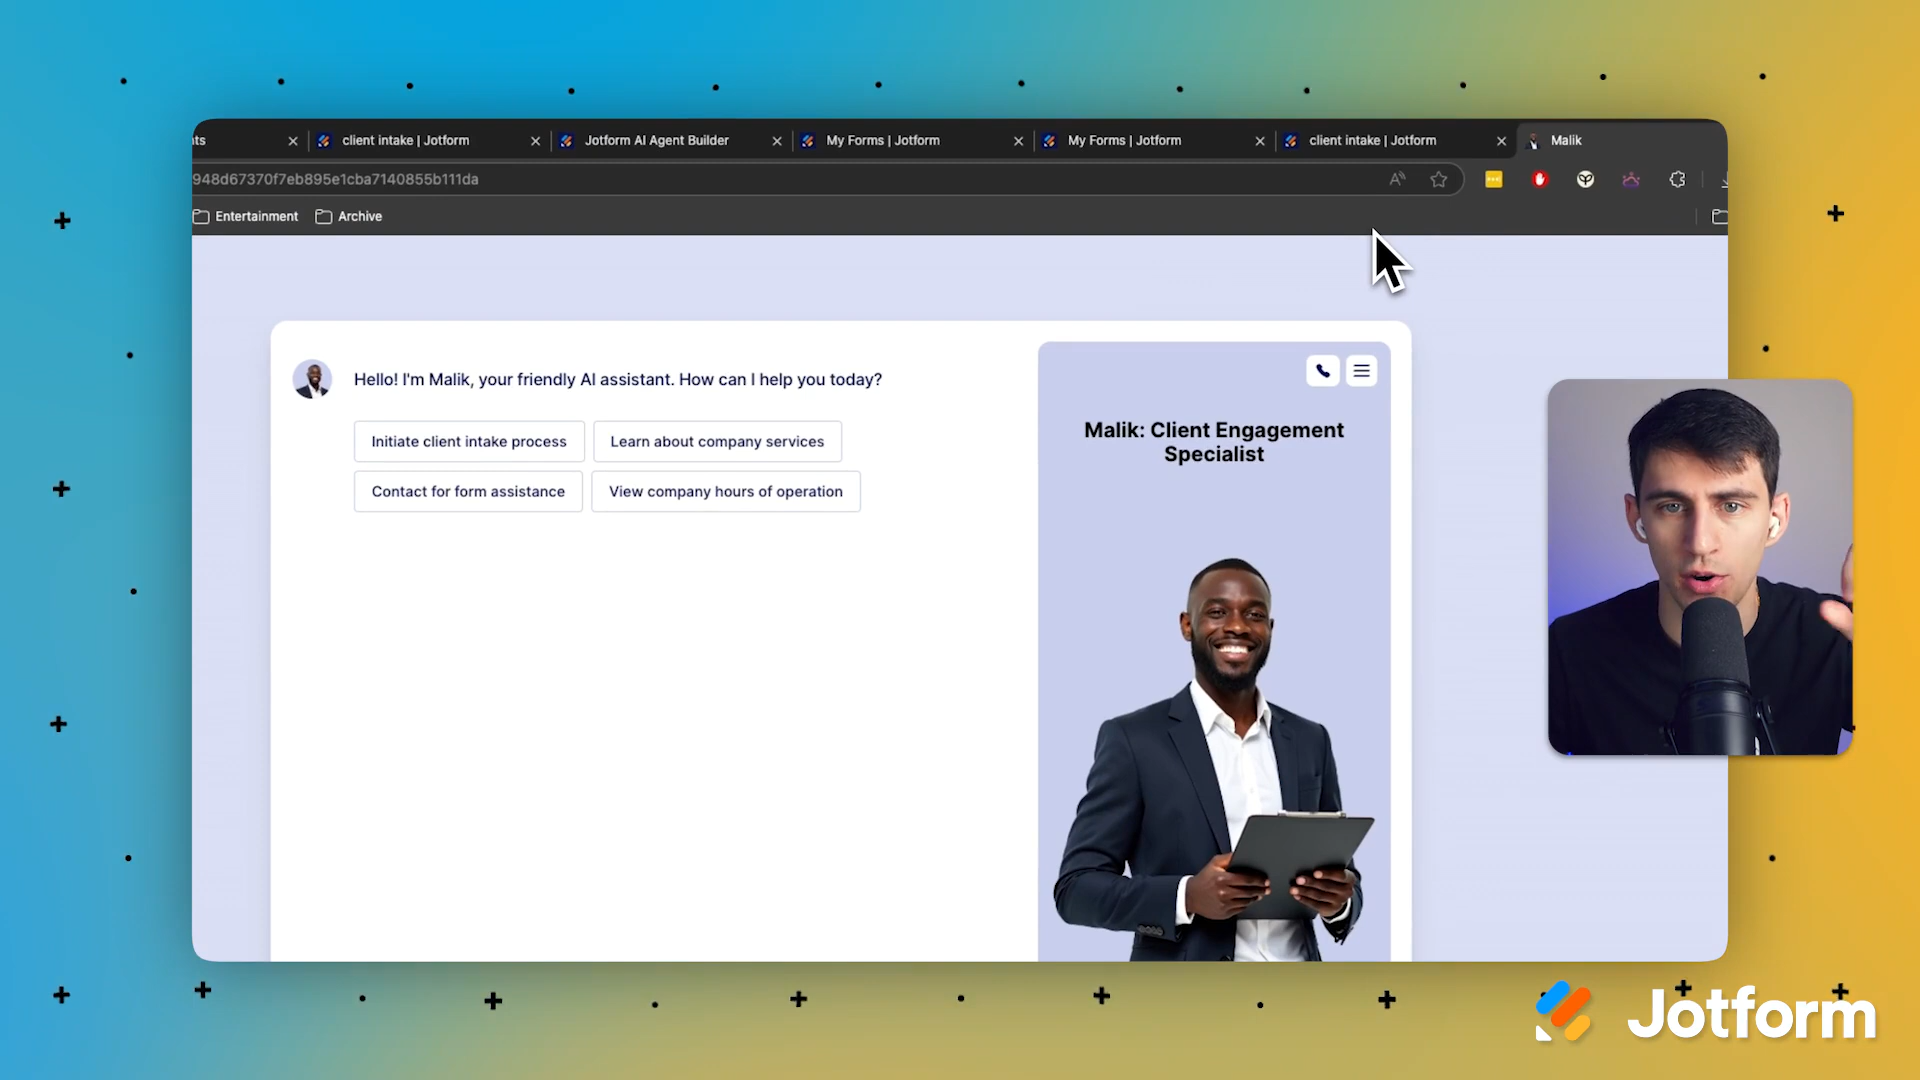 ts
client intake | Jotform
Jotform AI Agent Builder
My Forms | Jotform
My Forms | Jotform
client intake | Jotform
Malik
948d67370f7eb895e1cba7140855b111da
Entertainment
Archive
Hello! I'm Malik, your friendly AI assistant. How can I help you today?
Initiate client intake process
Learn about company services
Contact for form assistance
View company hours of operation
Malik: Client Engagement
Specialist
Jotform